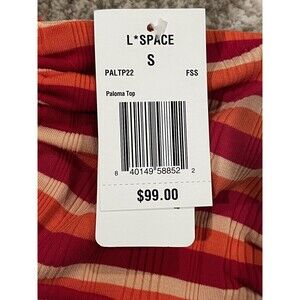 L*SPACE
S
PALTP22 FSS
Paloma Top
8 40149 58852 2
$99.00